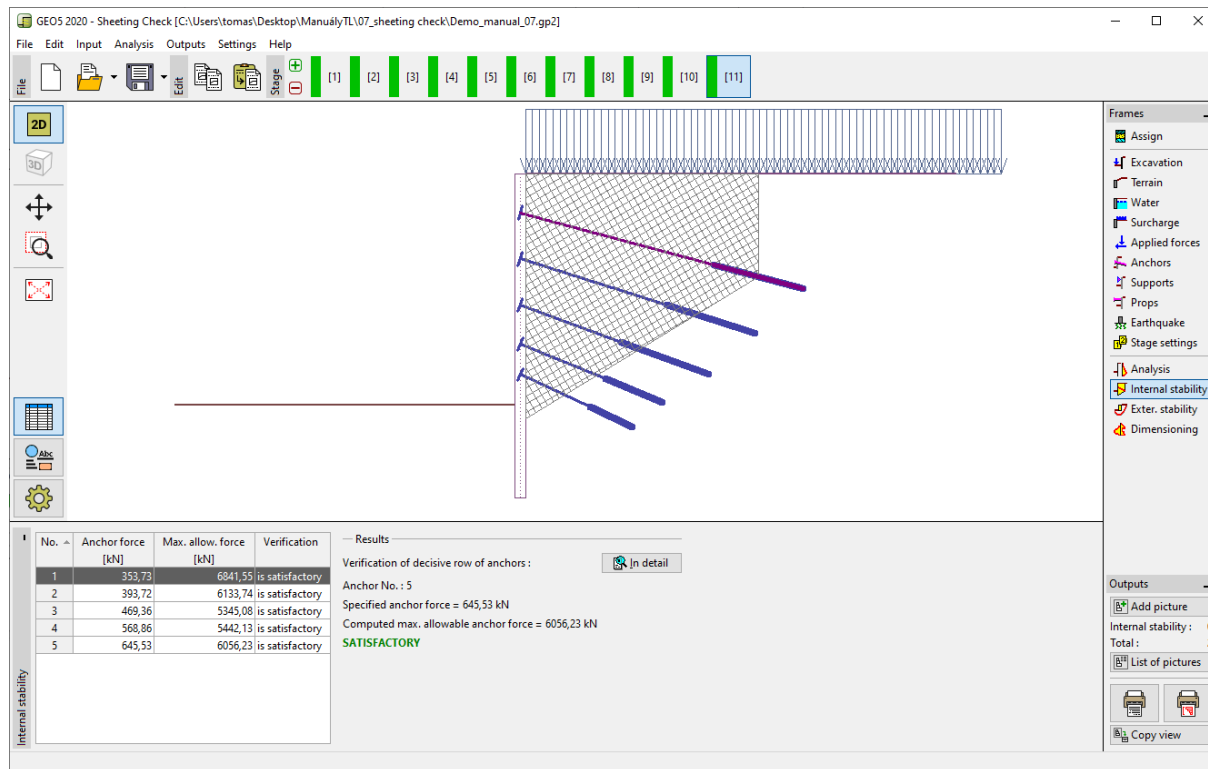 GEO5 2020 - Sheeting Check [C:\Users\tomas\Desktop\ManuályTL\07_sheeting check\Demo_manual_07.gp2]
File Edit Input Analysis Outputs Settings Help
File Edit Stage [1] [2] [3] [4] [5] [6] [7] [8] [9] [10] [11]
2D
3D
Abc
Frames
Assign
Excavation
Terrain
Water
Surcharge
Applied forces
Anchors
Supports
Props
Earthquake
Stage settings
Analysis
Internal stability
Exter. stability
Dimensioning
Internal stability
No. Anchor force Max. allow. force Verification
[kN] [kN]
1 353,73 6841,55 is satisfactory
2 393,72 6133,74 is satisfactory
3 469,36 5345,08 is satisfactory
4 568,86 5442,13 is satisfactory
5 645,53 6056,23 is satisfactory
Results
Verification of decisive row of anchors : In detail
Anchor No. : 5
Specified anchor force = 645,53 kN
Computed max. allowable anchor force = 6056,23 kN
SATISFACTORY
Outputs
Add picture
Internal stability :
Total :
List of pictures
Copy view